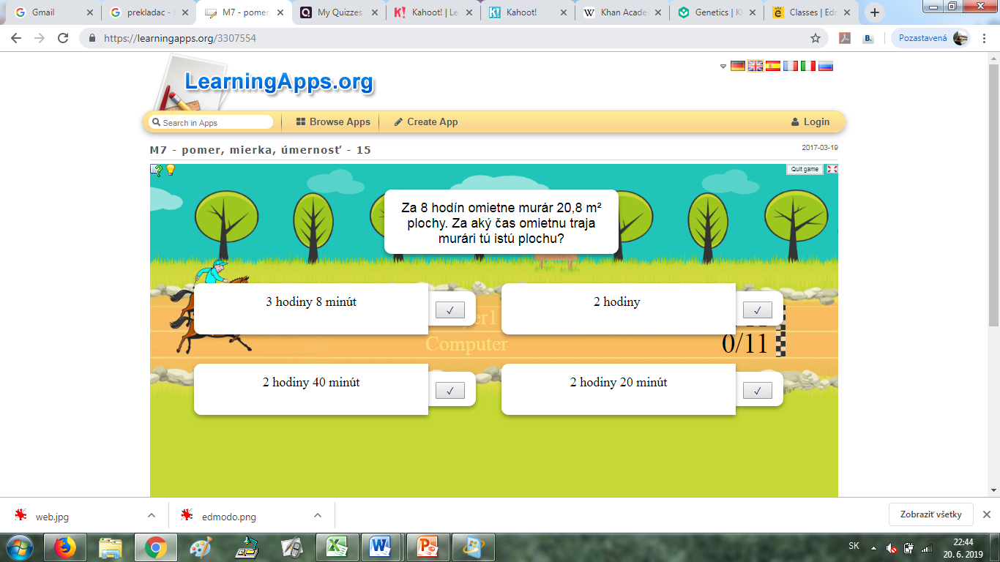 Gmail
prekladac -
M7 - pomer,
My Quizzes
Kahoot! | Le
Kahoot!
Khan Acade
Genetics | K
Classes | Edm
https://learningapps.org/3307554
Pozastavená
LearningApps.org
Search in Apps
Browse Apps
Create App
Login
M7 - pomer, mierka, úmernosť - 15
2017-03-19
Quit game
Za 8 hodín omietne murár 20,8 m²
plochy. Za aký čas omietnu traja
murári tú istú plochu?
3 hodiny 8 minút
2 hodiny
Computer
0/11
2 hodiny 40 minút
2 hodiny 20 minút
web.jpg
edmodo.png
Zobraziť všetky
SK
22:44
20. 6. 2019